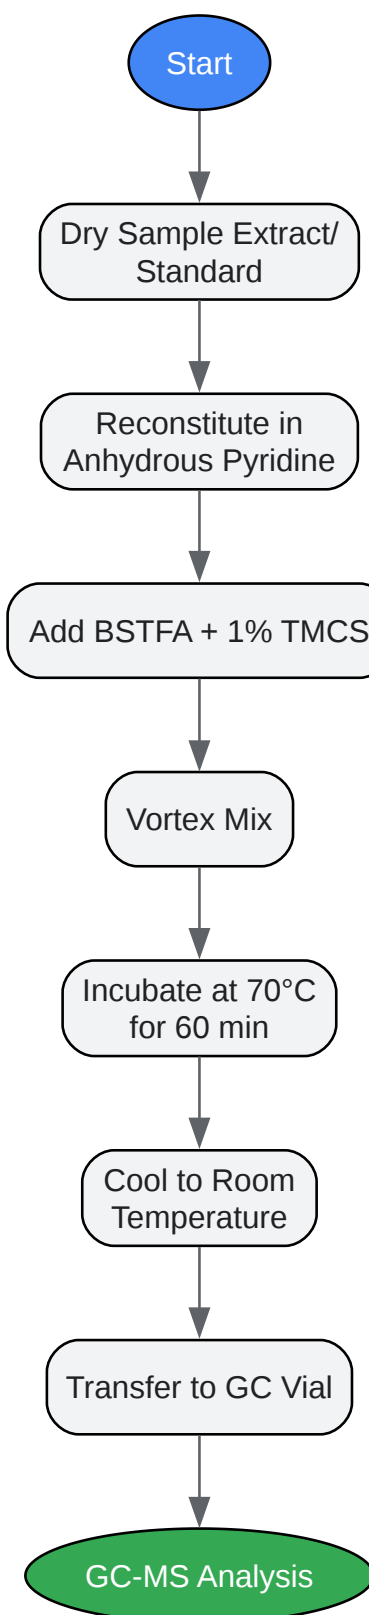 Start
Dry Sample Extract/
Standard
Reconstitute in
Anhydrous Pyridine
Add BSTFA + 1% TMCS
Vortex Mix
Incubate at 70°C
for 60 min
Cool to Room
Temperature
Transfer to GC Vial
GC-MS Analysis